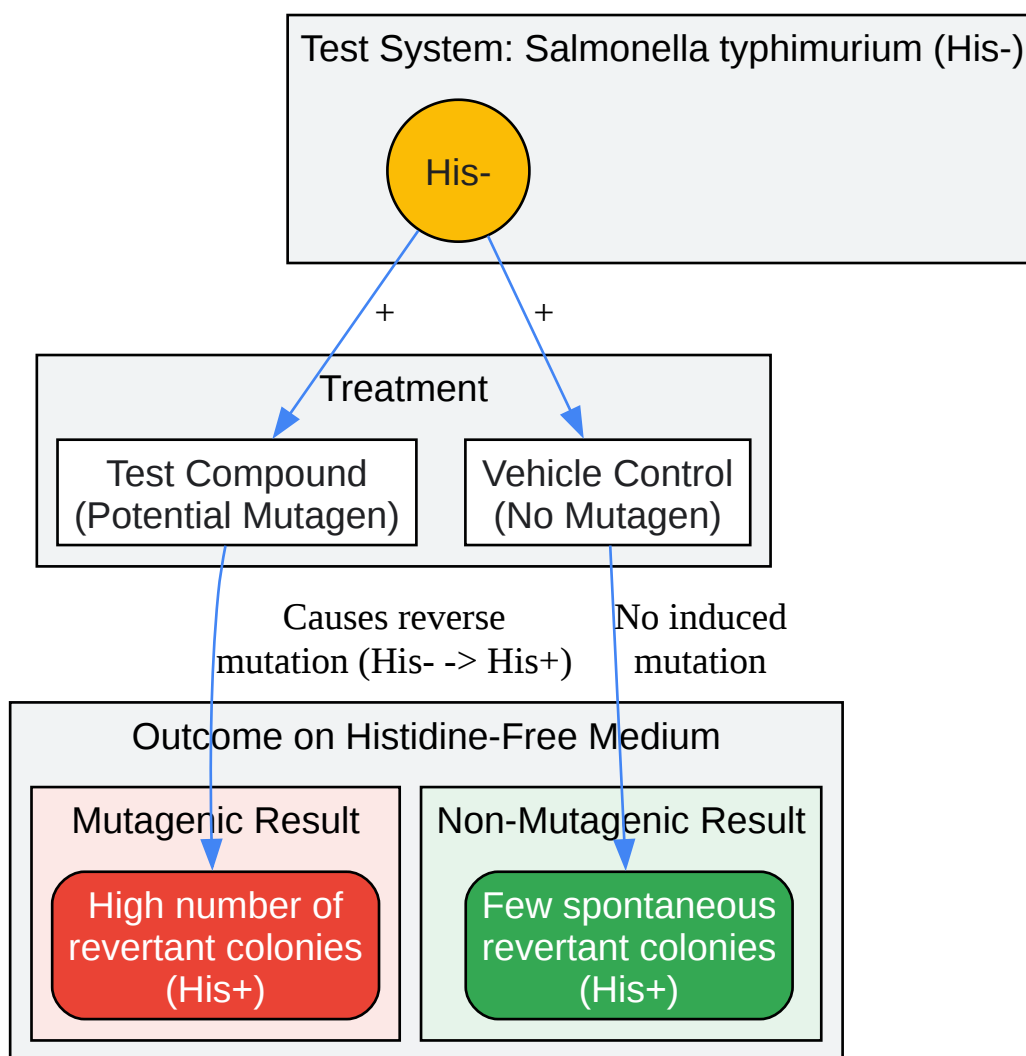 Test System: Salmonella typhimurium (His-)
His-
+
+
Treatment
Test Compound
(Potential Mutagen)
Vehicle Control
(No Mutagen)
Causes reverse
mutation (His- -> His+)
No induced
mutation
Outcome on Histidine-Free Medium
Mutagenic Result
Non-Mutagenic Result
High number of
revertant colonies
(His+)
Few spontaneous
revertant colonies
(His+)